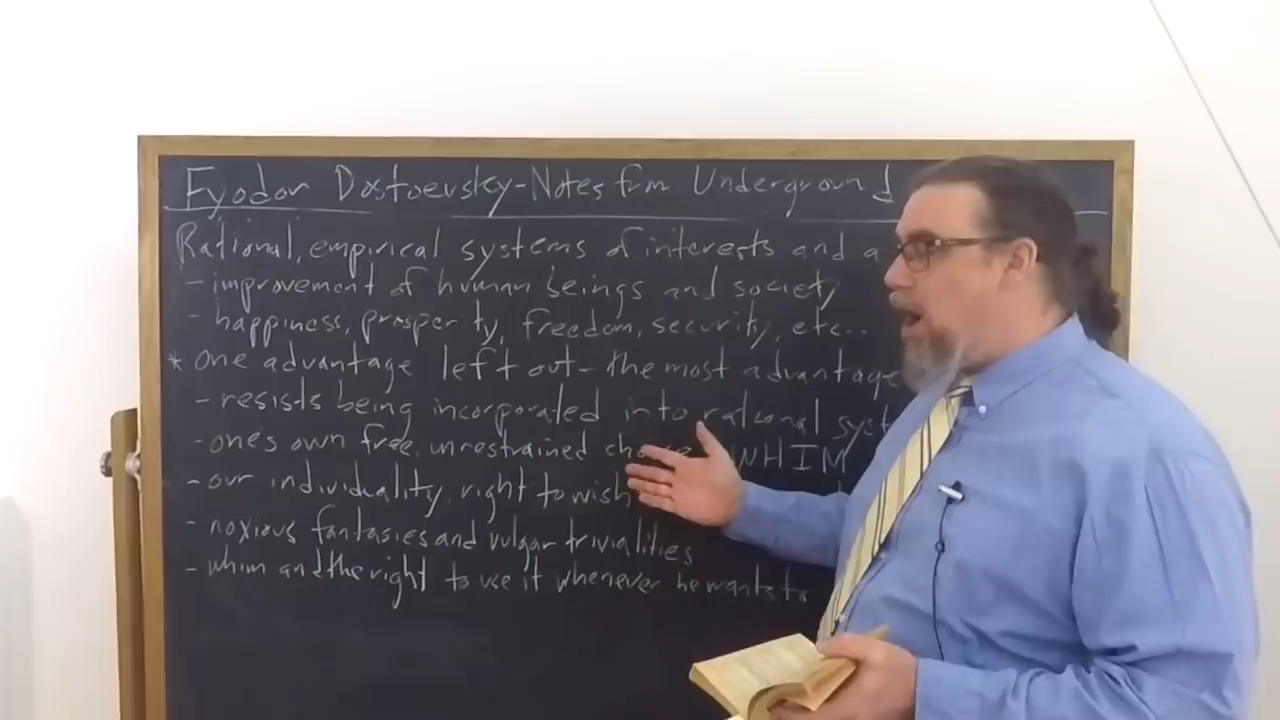 Fyodor Dostoevsky - Notes from Underground
Rational, empirical systems of interests and a
- improvement of human beings and society
- happiness, prosperity, freedom, security, etc..
* one advantage left out - the most advantage
- resists being incorporated into rational syst
- one's own free, unrestrained cho WHIM
- our individuality, right to wish
- noxious fantasies and vulgar trivialities
- whim and the right to use it whenever he wants to